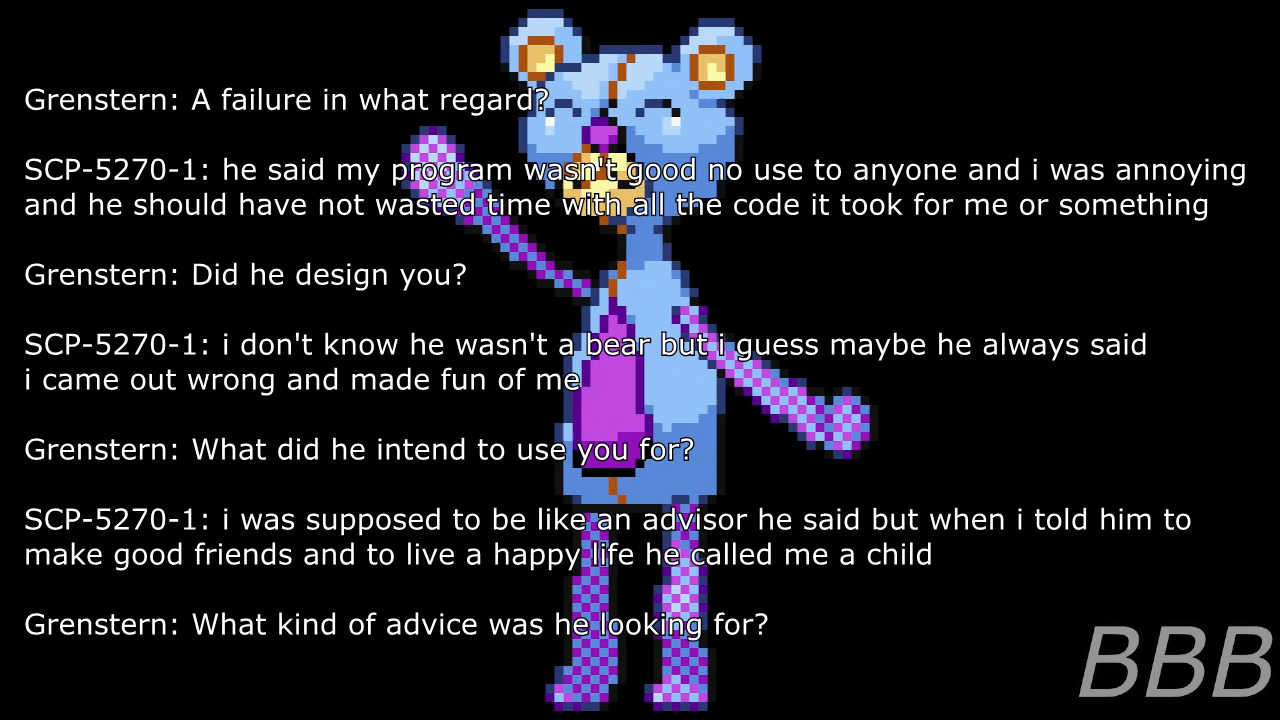 Grenstern: A failure in what regard?
SCP-5270-1: he said my program wasn't good no use to anyone and i was annoying
and he should have not wasted time with all the code it took for me or something
Grenstern: Did he design you?
SCP-5270-1: i don't know he wasn't a bear but i guess maybe he always said
i came out wrong and made fun of me
Grenstern: What did he intend to use you for?
SCP-5270-1: i was supposed to be like an advisor he said but when i told him to
make good friends and to live a happy life he called me a child
Grenstern: What kind of advice was he looking for?
BBB